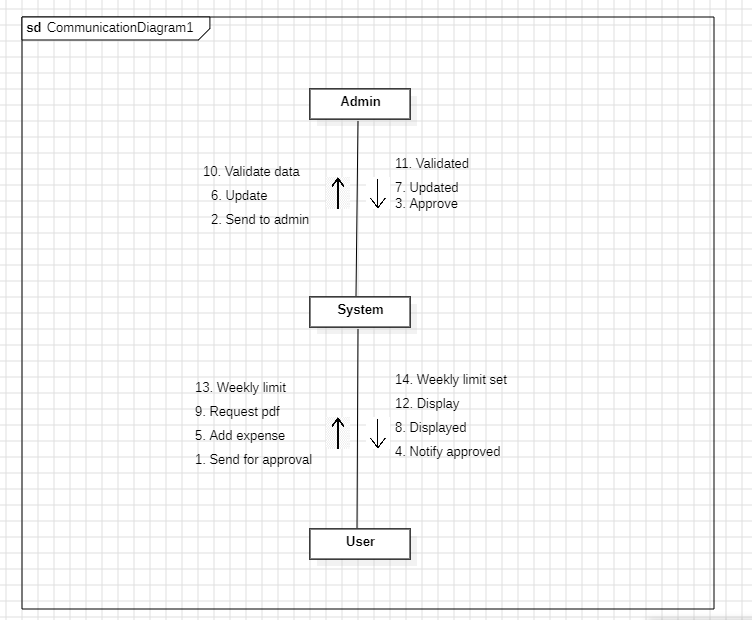 sd CommunicationDiagram1
Admin
10. Validate data
6. Update
2. Send to admin
11. Validated
7. Updated
3. Approve
System
13. Weekly limit
9. Request pdf
5. Add expense
1. Send for approval
14. Weekly limit set
12. Display
8. Displayed
4. Notify approved
User